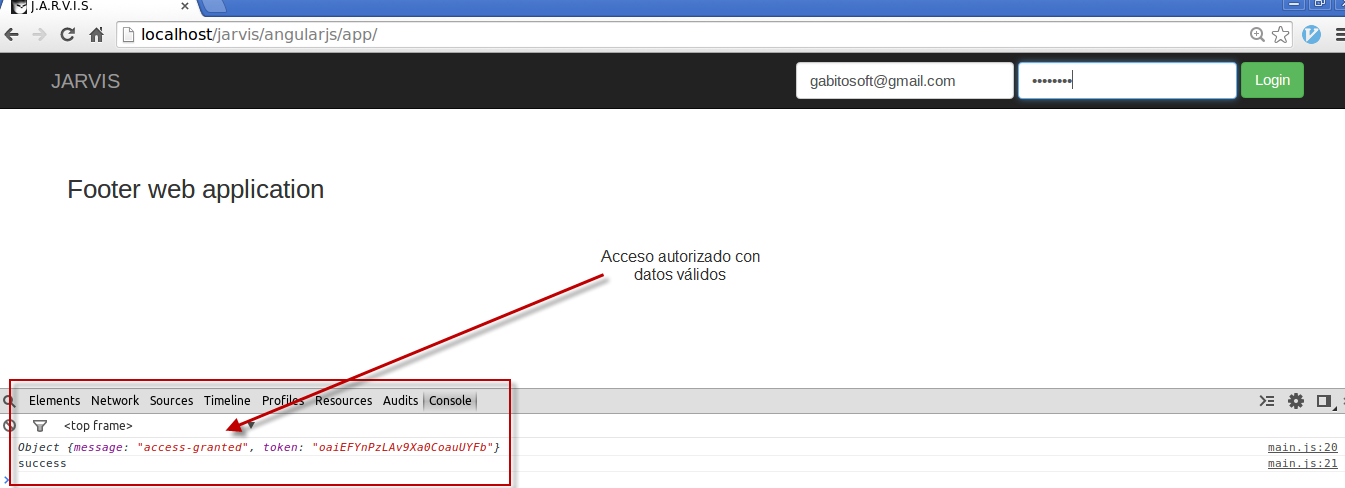 J.A.R.V.I.S.
localhost/jarvis/angularjs/app/
JARVIS
gabitosoft@gmail.com
••••••••
Login
Footer web application
Acceso autorizado con
datos válidos
Elements Network Sources Timeline Profiles Resources Audits Console
<top frame>
Object {message: "access-granted", token: "oaiEFYnPzLAv9Xa0CoauUYFb"} main.js:20
success main.js:21